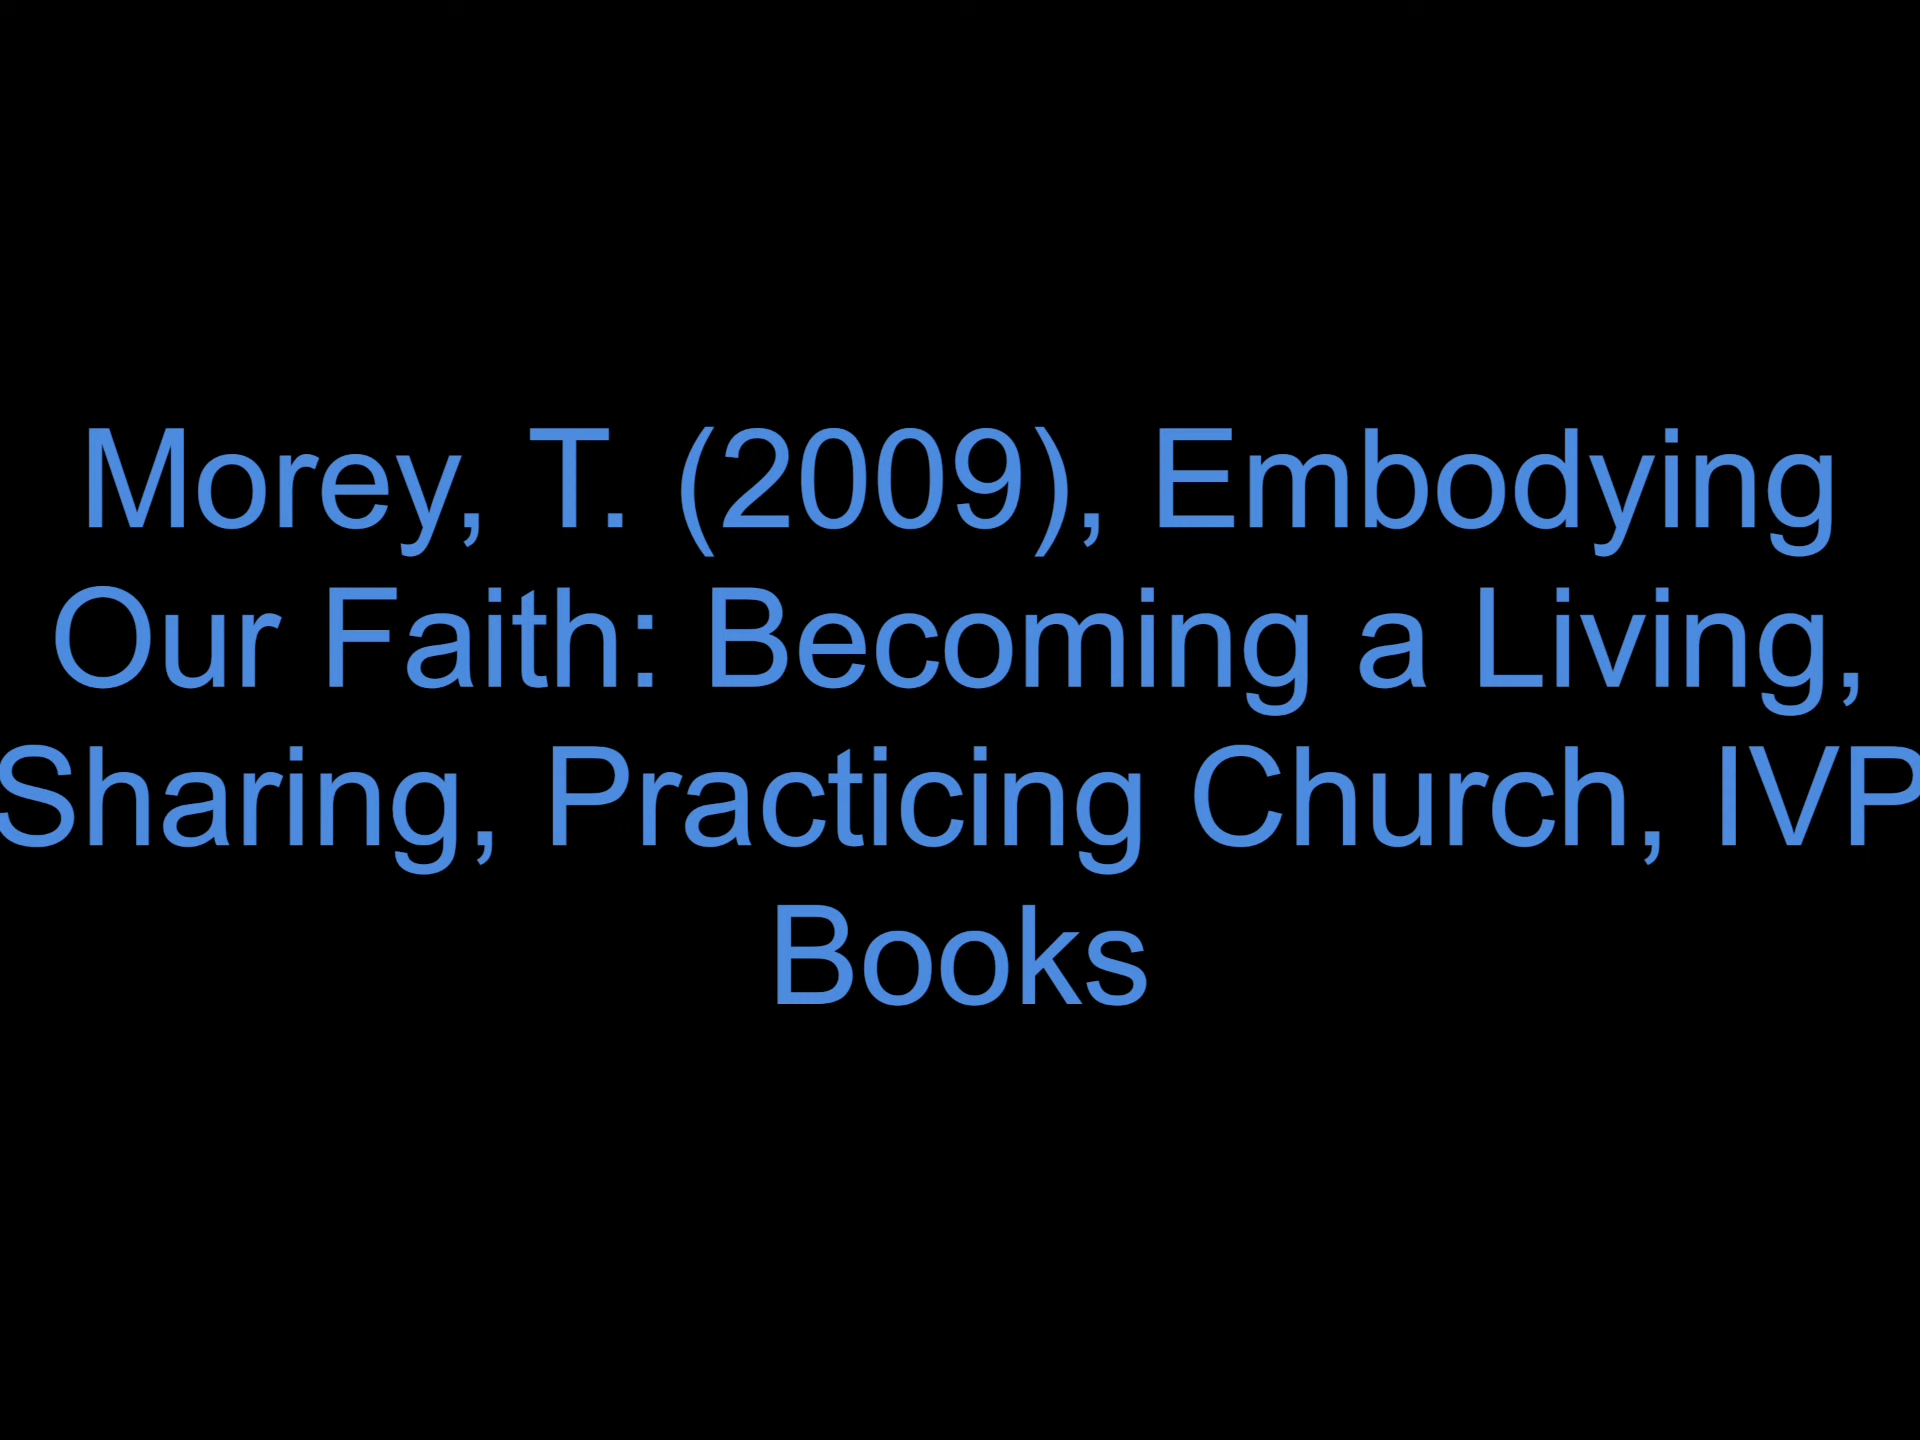 Morey, T. (2009), Embodying
Our Faith: Becoming a Living,
Sharing, Practicing Church, IVP
Books